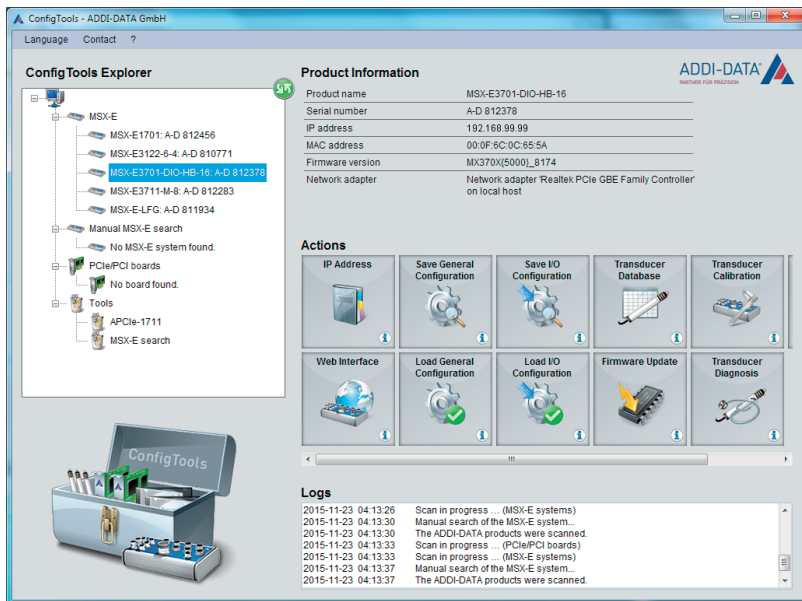 ConfigTools - ADDI-DATA GmbH
Language Contact ?
ConfigTools Explorer
MSX-E
MSX-E1701: A-D 812456
MSX-E3122-6-4: A-D 810771
MSX-E3701-DIO-HB-16: A-D 812378
MSX-E3711-M-8: A-D 812283
MSX-E-LFG: A-D 811934
Manual MSX-E search
No MSX-E system found.
PCIe/PCI boards
No board found.
Tools
APCIe-1711
MSX-E search
ConfigTools
Product Information
ADDI-DATA
PARTNER FÜR PRÄZISION
Product name MSX-E3701-DIO-HB-16
Serial number A-D 812378
IP address 192.168.99.99
MAC address 00:0F:6C:0C:65:5A
Firmware version MX370X{5000}_8174
Network adapter Network adapter 'Realtek PCIe GBE Family Controller'
on local host
Actions
IP Address
Save General
Configuration
Save I/O
Configuration
Transducer
Database
Transducer
Calibration
Web Interface
Load General
Configuration
Load I/O
Configuration
Firmware Update
Transducer
Diagnosis
Logs
2015-11-23 04:13:26 Scan in progress ... (MSX-E systems)
2015-11-23 04:13:30 Manual search of the MSX-E system...
2015-11-23 04:13:30 The ADDI-DATA products were scanned.
2015-11-23 04:13:33 Scan in progress ... (PCIe/PCI boards)
2015-11-23 04:13:33 Scan in progress ... (MSX-E systems)
2015-11-23 04:13:37 Manual search of the MSX-E system...
2015-11-23 04:13:37 The ADDI-DATA products were scanned.